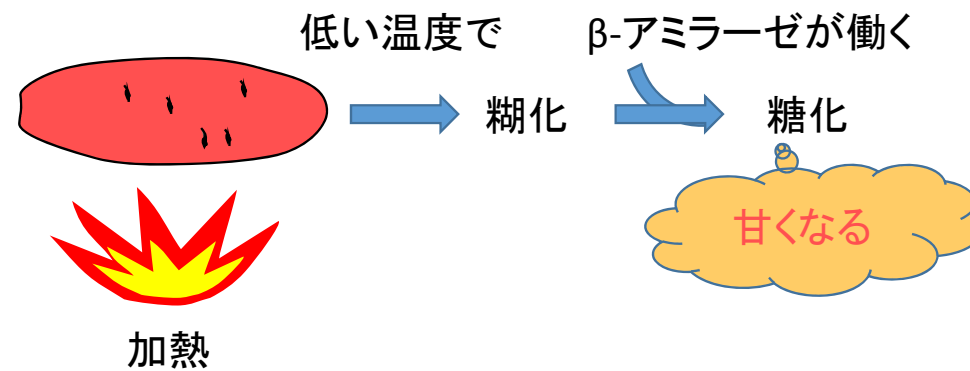 低い温度で
β-アミラーゼが働く
糊化
糖化
甘くなる
加熱